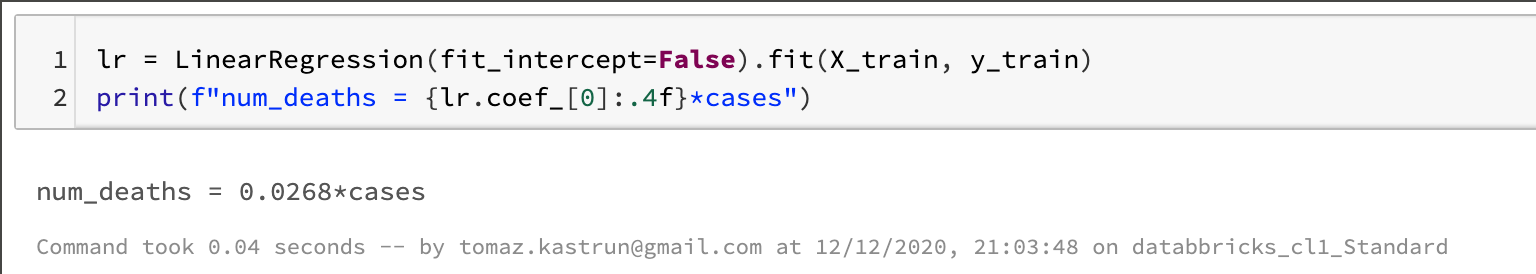 1 lr = LinearRegression(fit_intercept=False).fit(X_train, y_train)
2 print(f"num_deaths = {lr.coef_[0]:.4f}*cases")
num_deaths = 0.0268*cases
Command took 0.04 seconds -- by tomaz.kastrun@gmail.com at 12/12/2020, 21:03:48 on databbricks_cl1_Standard